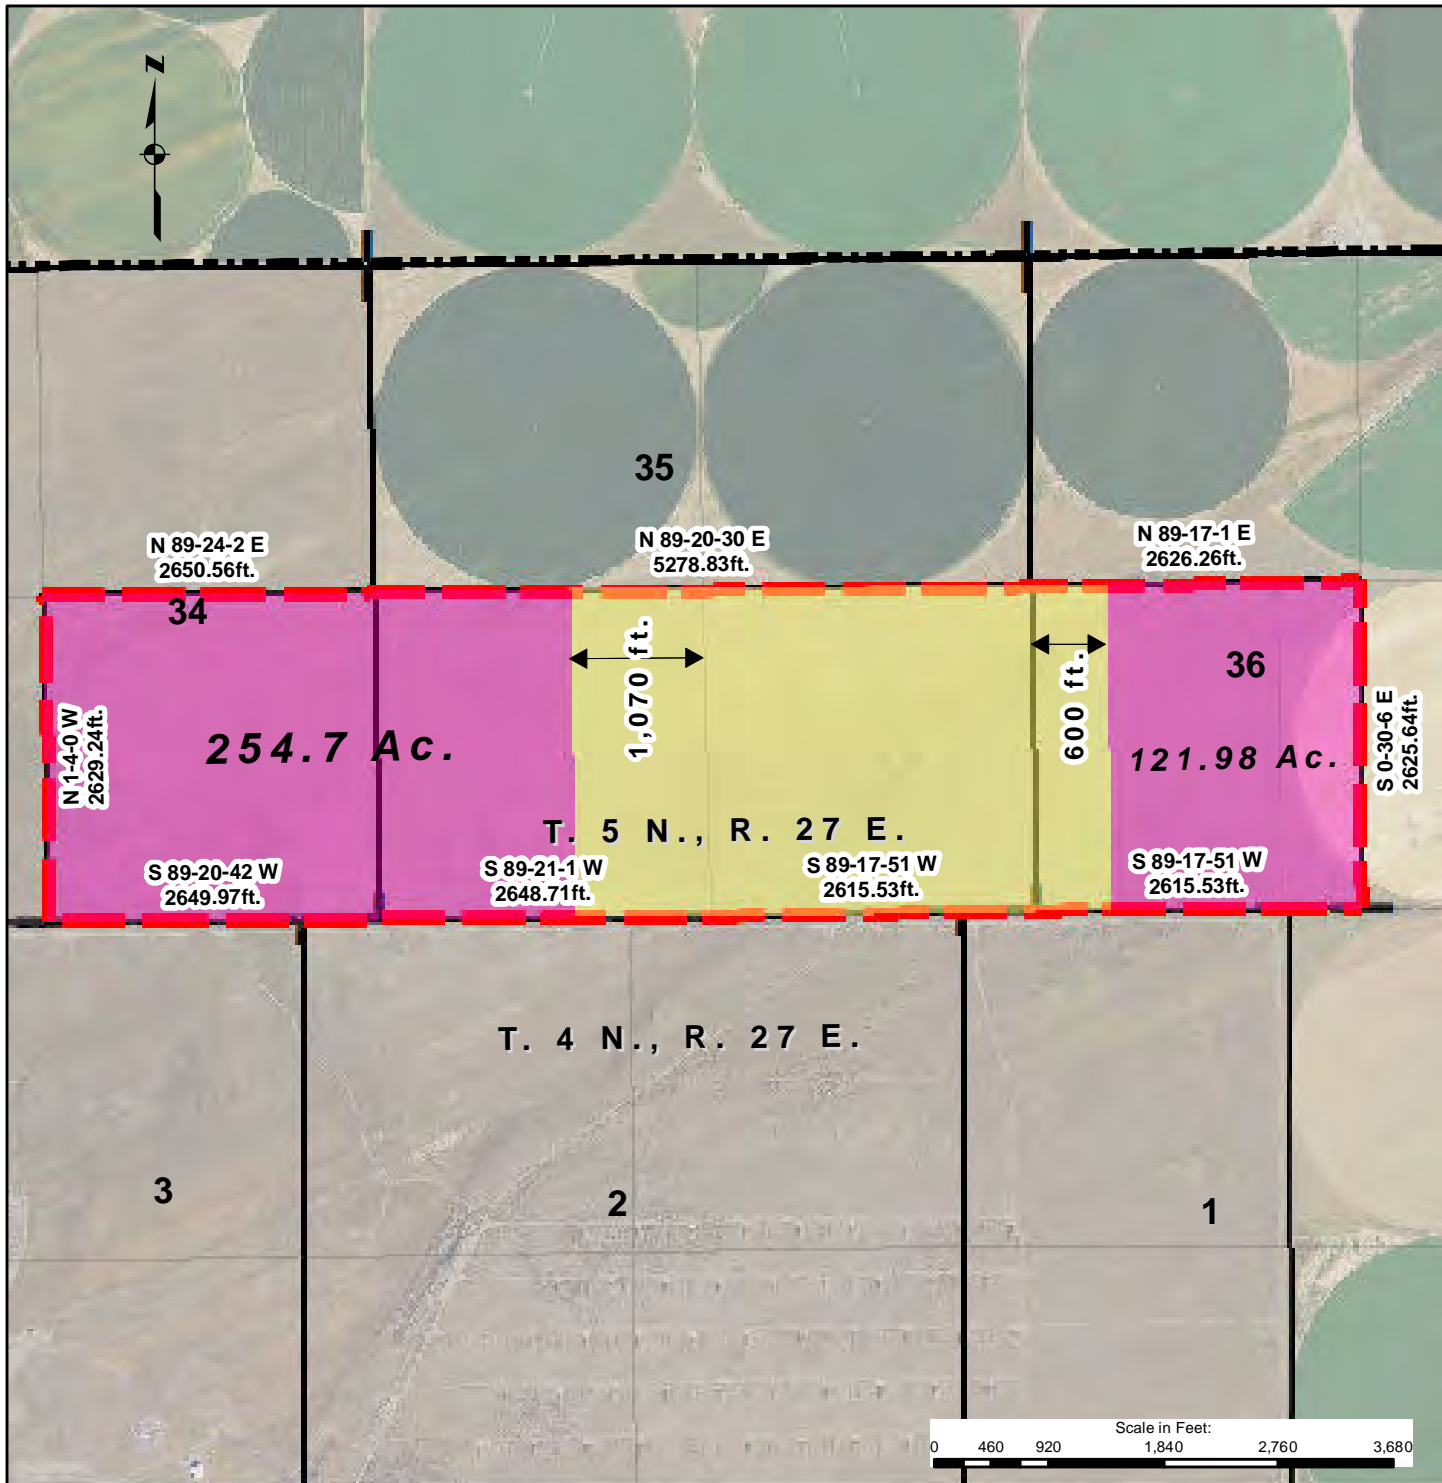 N
35
N 89-24-2 E
2650.56ft.
N 89-20-30 E
5278.83ft.
N 89-17-1 E
2626.26ft.
34
1,070 ft.
600 ft.
36
N 1-4-0 W
2629.24ft.
254.7 Ac.
121.98 Ac.
S 0-30-6 E
2625.64ft.
T. 5 N., R. 27 E.
S 89-20-42 W
2649.97ft.
S 89-21-1 W
2648.71ft.
S 89-17-51 W
2615.53ft.
S 89-17-51 W
2615.53ft.
T. 4 N., R. 27 E.
3
2
1
Scale in Feet:
0 460 920 1,840 2,760 3,680